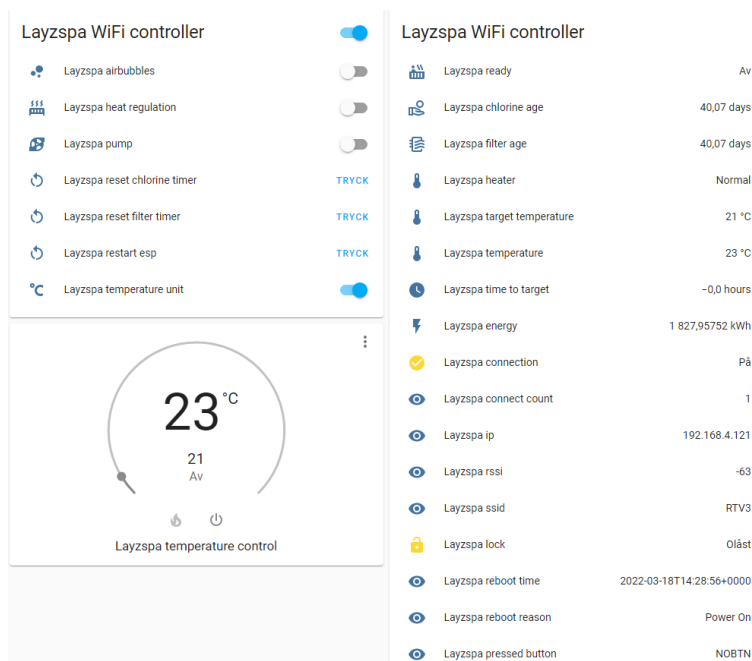 Layzspa WiFi controller
Layzspa airbubbles
Layzspa heat regulation
Layzspa pump
Layzspa reset chlorine timer TRYCK
Layzspa reset filter timer TRYCK
Layzspa restart esp TRYCK
°C Layzspa temperature unit
23 °C
21
Av
Layzspa temperature control
Layzspa WiFi controller
Layzspa ready Av
Layzspa chlorine age 40,07 days
Layzspa filter age 40,07 days
Layzspa heater Normal
Layzspa target temperature 21 °C
Layzspa temperature 23 °C
Layzspa time to target −0,0 hours
Layzspa energy 1 827,95752 kWh
Layzspa connection På
Layzspa connect count 1
Layzspa ip 192.168.4.121
Layzspa rssi -63
Layzspa ssid RTV3
Layzspa lock Olåst
Layzspa reboot time 2022-03-18T14:28:56+0000
Layzspa reboot reason Power On
Layzspa pressed button NOBTN